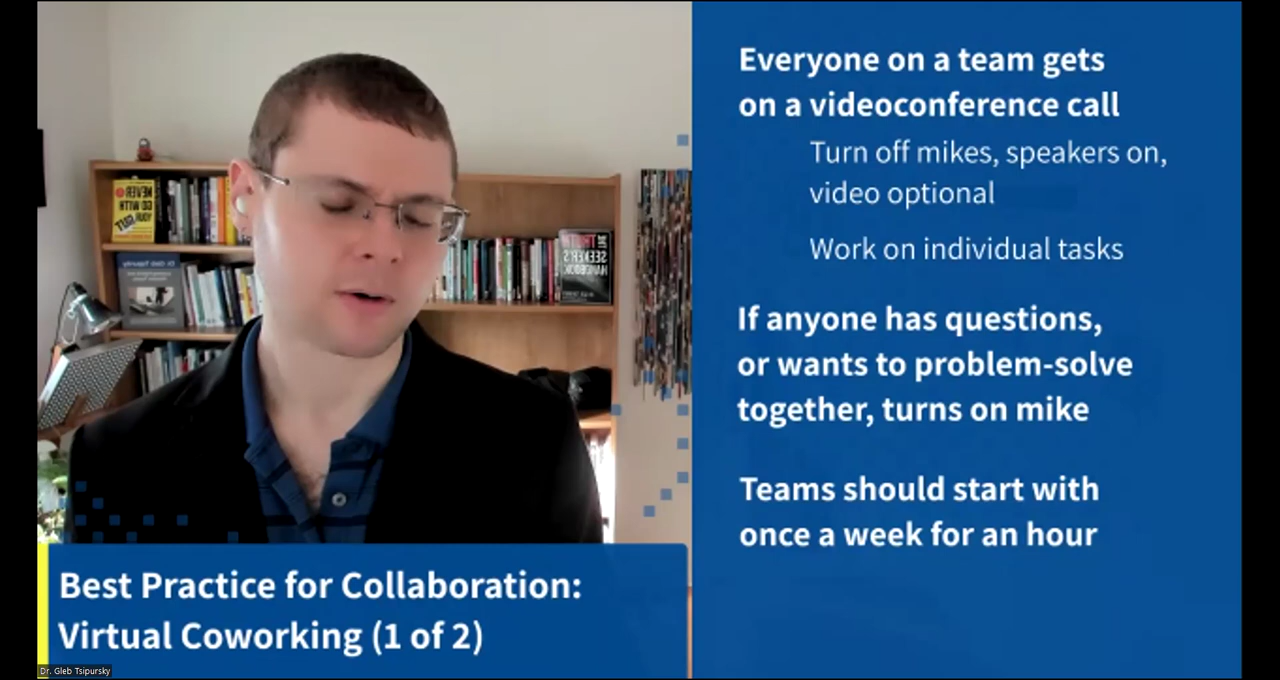 Everyone on a team gets
on a videoconference call
Turn off mikes, speakers on,
video optional
Work on individual tasks
If anyone has questions,
or wants to problem-solve
together, turns on mike
Teams should start with
once a week for an hour
Best Practice for Collaboration:
Virtual Coworking (1 of 2)
Dr. Gleb Tsipursky
NEVER
GO WITH
YOUR
GUT
Dr. Gleb Tsipursky
THE
TRUTH
SEEKER'S
HANDBOOK